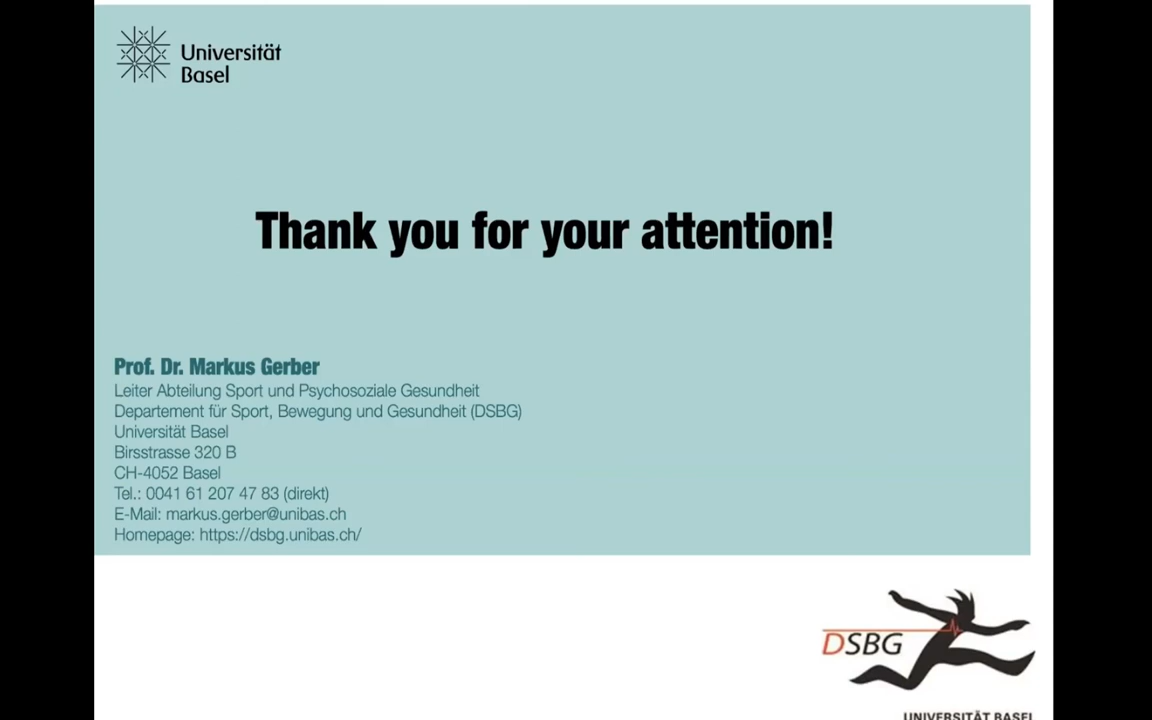 Universität
Basel
Thank you for your attention!
Prof. Dr. Markus Gerber
Leiter Abteilung Sport und Psychosoziale Gesundheit
Departement für Sport, Bewegung und Gesundheit (DSBG)
Universität Basel
Birsstrasse 320 B
CH-4052 Basel
Tel.: 0041 61 207 47 83 (direkt)
E-Mail: markus.gerber@unibas.ch
Homepage: https://dsbg.unibas.ch/
DSBG
UNIVERSITÄT BASEL